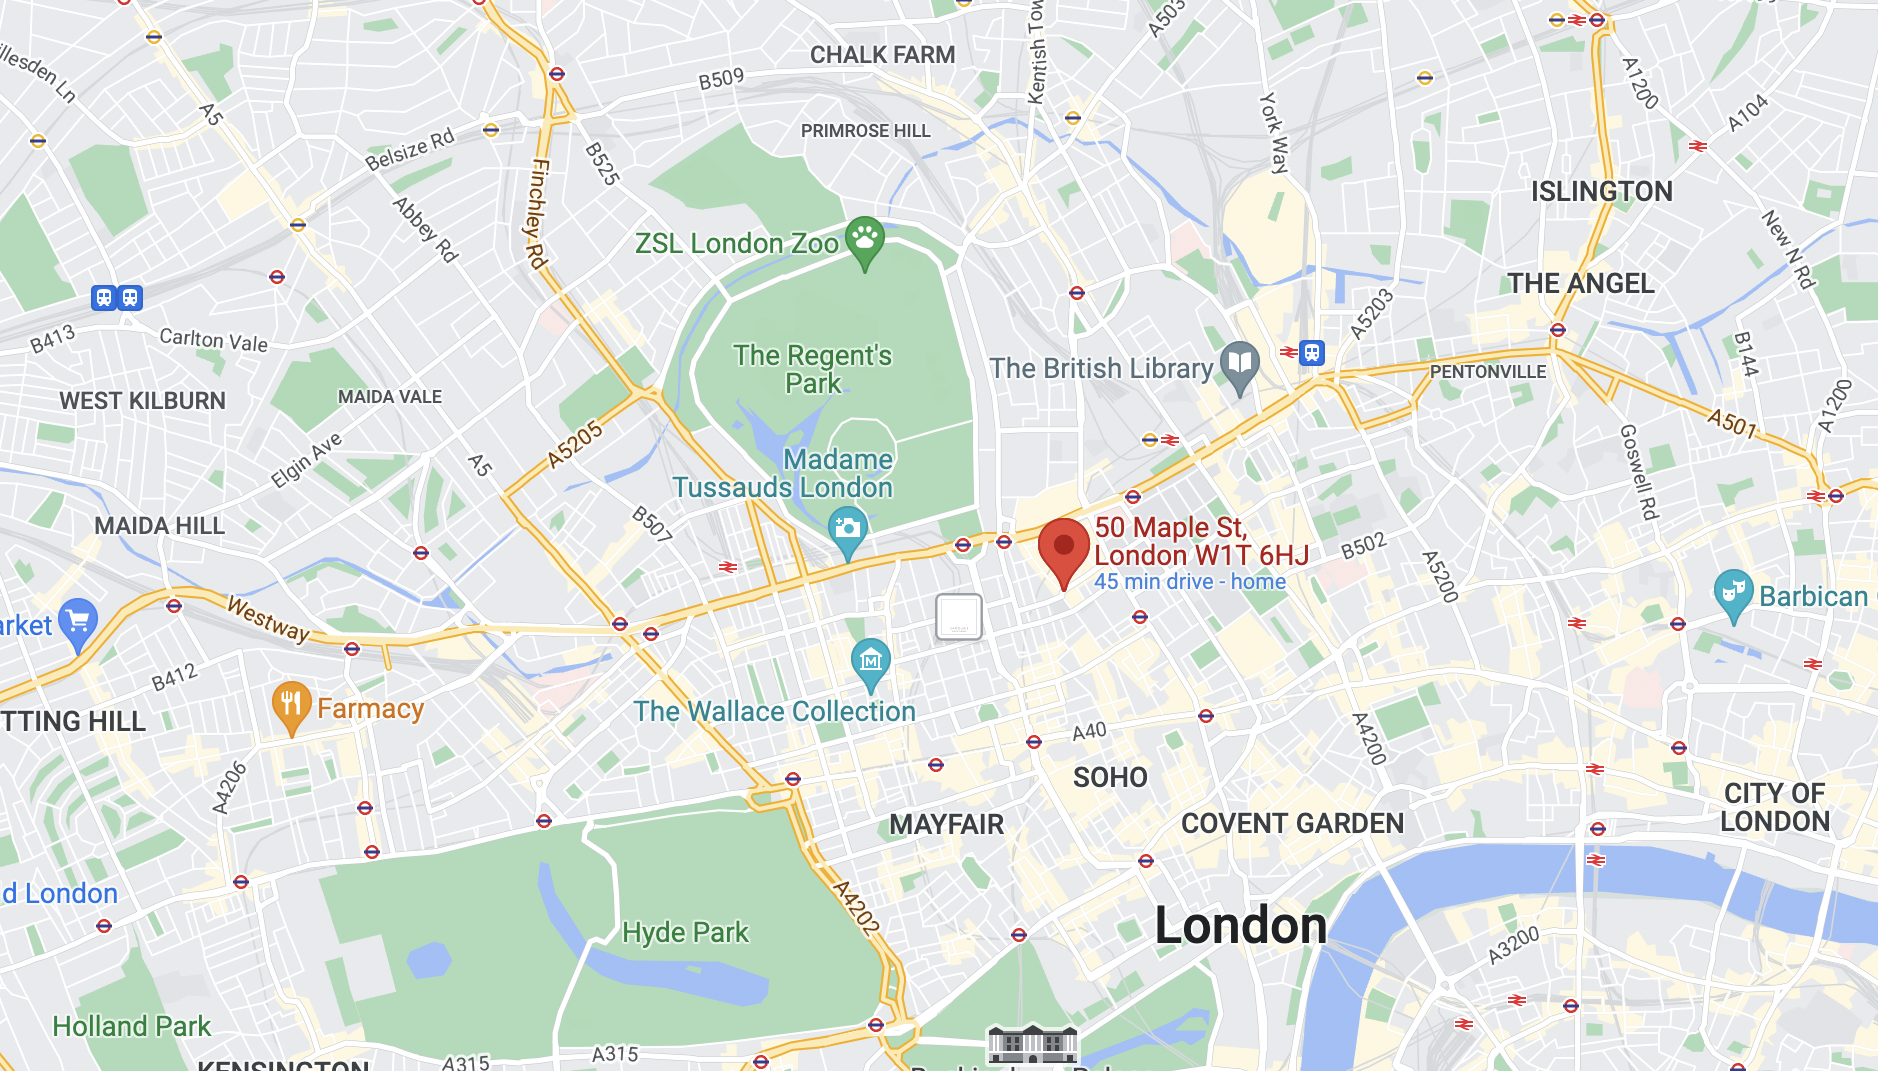 CHALK FARM
Kentish Tow
A503
B509
PRIMROSE HILL
A1200
A104
llesden Ln
A5
Belsize Rd
B525
York Way
Finchley Rd
Abbey Rd
ISLINGTON
New N Rd
ZSL London Zoo
THE ANGEL
A5203
B413
Carlton Vale
The Regent's
Park
The British Library
PENTONVILLE
B144
WEST KILBURN
MAIDA VALE
A1200
A501
A5205
Elgin Ave
A5
Madame
Tussauds London
Goswell Rd
MAIDA HILL
B507
50 Maple St,
London W1T 6HJ
45 min drive - home
B502
A5200
Westway
arket
Barbican
B412
M
TTING HILL
Farmacy
The Wallace Collection
A40
A4200
A4206
SOHO
CITY OF
LONDON
MAYFAIR
COVENT GARDEN
d London
A4202
Hyde Park
London
A3200
Holland Park
A315
A315
KENSINGTON